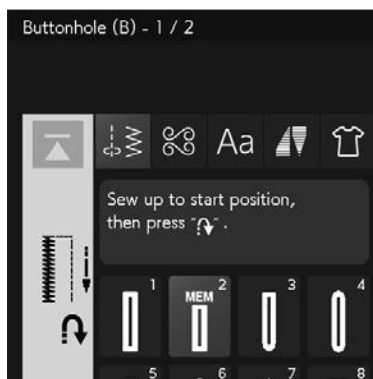 Buttonhole (B) - 1 / 2
Aa
Sew up to start position,
then press "".
1 MEM 2 3 4
5 6 7 8